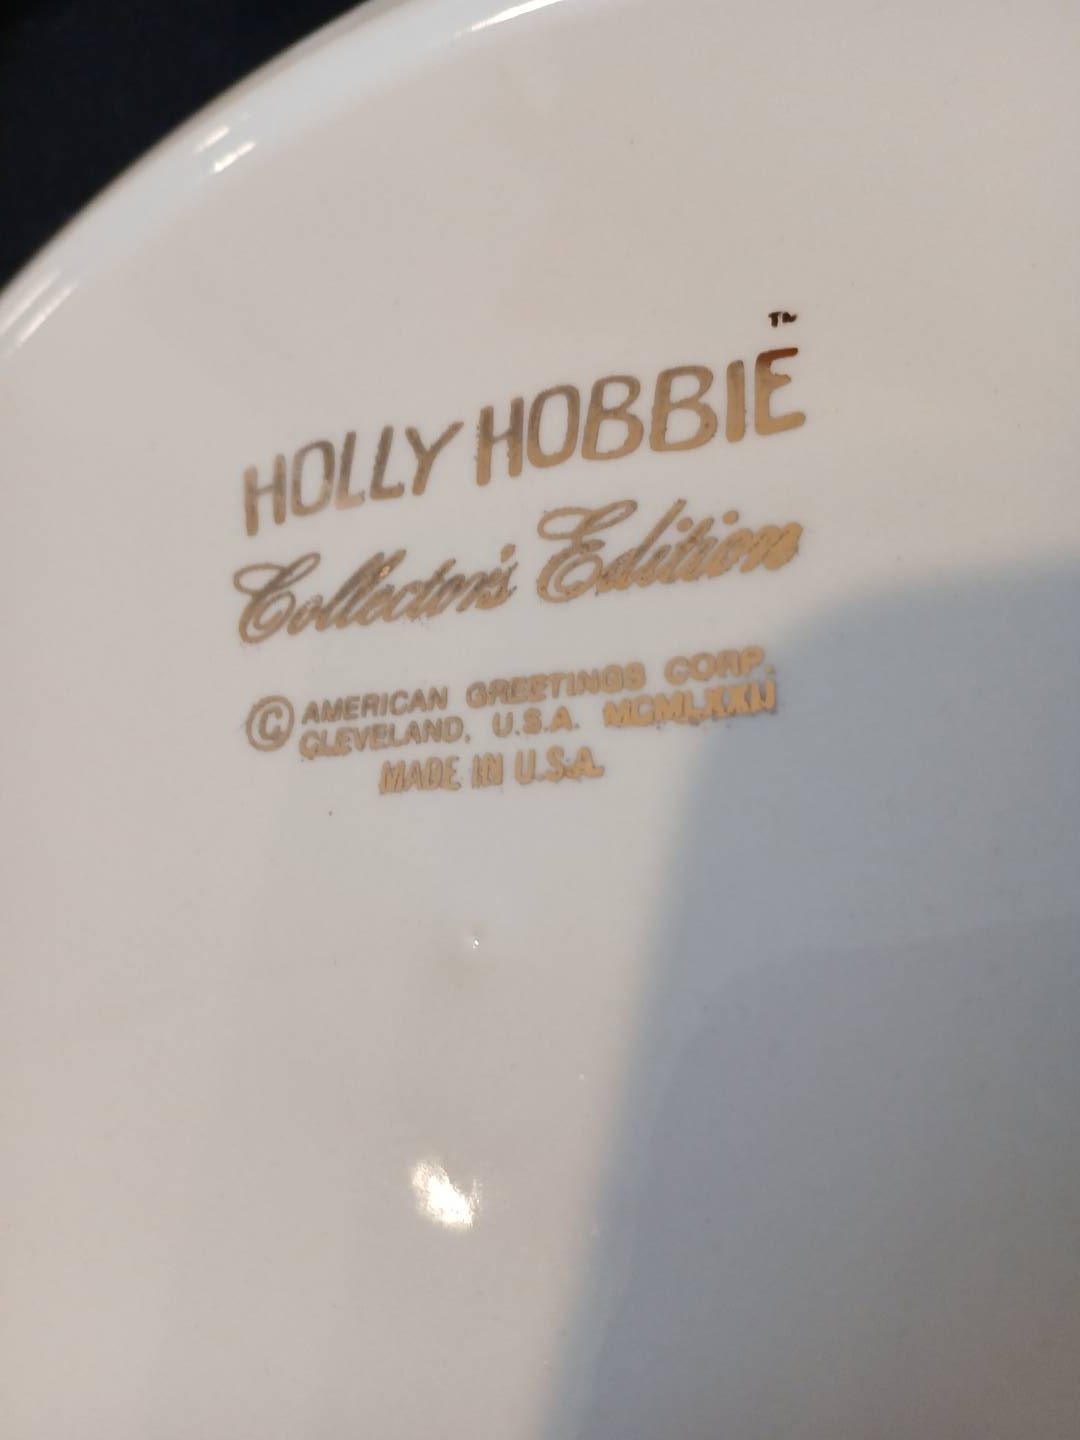 HOLLY HOBBIE™
Collector's Edition
© AMERICAN GREETINGS CORP.
CLEVELAND, U.S.A. MCMLXXII
MADE IN U.S.A.